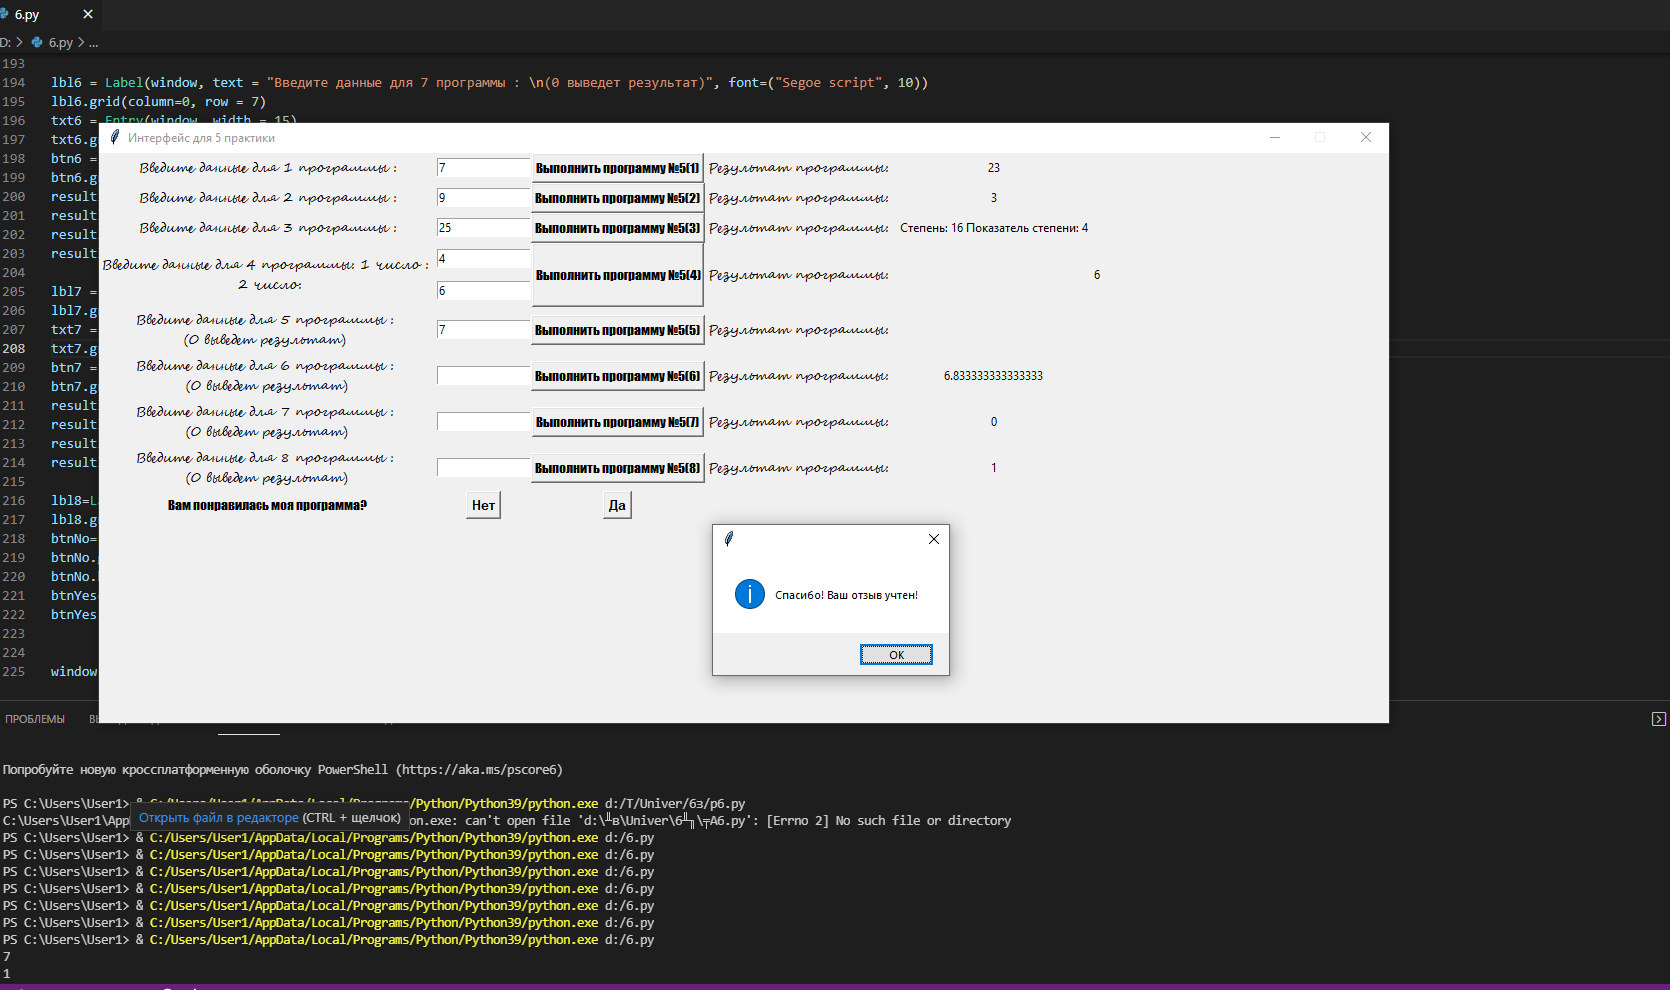 6.py
D: > 6.py > ...
193
194 lbl6 = Label(window, text = "Введите данные для 7 программы : \n(0 выведет результат)", font=("Segoe script", 10))
195 lbl6.grid(column=0, row = 7)
196 txt6 = Entry(window, width = 15)
197 txt6.g
198 btn6 =
199 btn6.g
200 result
201 result
202 result
203 result
204
205 lbl7 =
206 lbl7.g
207 txt7 =
208 txt7.g
209 btn7 =
210 btn7.g
211 result
212 result
213 result
214 result
215
216 lbl8=L
217 lbl8.g
218 btnNo=
219 btnNo.
220 btnNo.
221 btnYes
222 btnYes
223
224
225 window
Интерфейс для 5 практики
Введите данные для 1 программы : 7 Выполнить программу №5(1) Результат программы: 23
Введите данные для 2 программы : 9 Выполнить программу №5(2) Результат программы: 3
Введите данные для 3 программы : 25 Выполнить программу №5(3) Результат программы: Степень: 16 Показатель степени: 4
Введите данные для 4 программы: 1 число : 4 Выполнить программу №5(4) Результат программы: 6
2 число: 6
Введите данные для 5 программы : 7 Выполнить программу №5(5) Результат программы:
(0 выведет результат)
Введите данные для 6 программы : Выполнить программу №5(6) Результат программы: 6.833333333333333
(0 выведет результат)
Введите данные для 7 программы : Выполнить программу №5(7) Результат программы: 0
(0 выведет результат)
Введите данные для 8 программы : Выполнить программу №5(8) Результат программы: 1
(0 выведет результат)
Вам понравилась моя программа? Нет Да
Спасибо! Ваш отзыв учтен!
OK
ПРОБЛЕМЫ
Попробуйте новую кроссплатформенную оболочку PowerShell (https://aka.ms/pscore6)
PS C:\Users\User1> & C:/Users/User1/AppData/Local/Programs/Python/Python39/python.exe d:/T/Univer/6з/р6.py
Открыть файл в редакторе (CTRL + щелчок)
C:\Users\User1\App on.exe: can't open file 'd:\╨в\Univer\6╨╖\╤А6.py': [Errno 2] No such file or directory
PS C:\Users\User1> & C:/Users/User1/AppData/Local/Programs/Python/Python39/python.exe d:/6.py
PS C:\Users\User1> & C:/Users/User1/AppData/Local/Programs/Python/Python39/python.exe d:/6.py
PS C:\Users\User1> & C:/Users/User1/AppData/Local/Programs/Python/Python39/python.exe d:/6.py
PS C:\Users\User1> & C:/Users/User1/AppData/Local/Programs/Python/Python39/python.exe d:/6.py
PS C:\Users\User1> & C:/Users/User1/AppData/Local/Programs/Python/Python39/python.exe d:/6.py
PS C:\Users\User1> & C:/Users/User1/AppData/Local/Programs/Python/Python39/python.exe d:/6.py
PS C:\Users\User1> & C:/Users/User1/AppData/Local/Programs/Python/Python39/python.exe d:/6.py
7
1